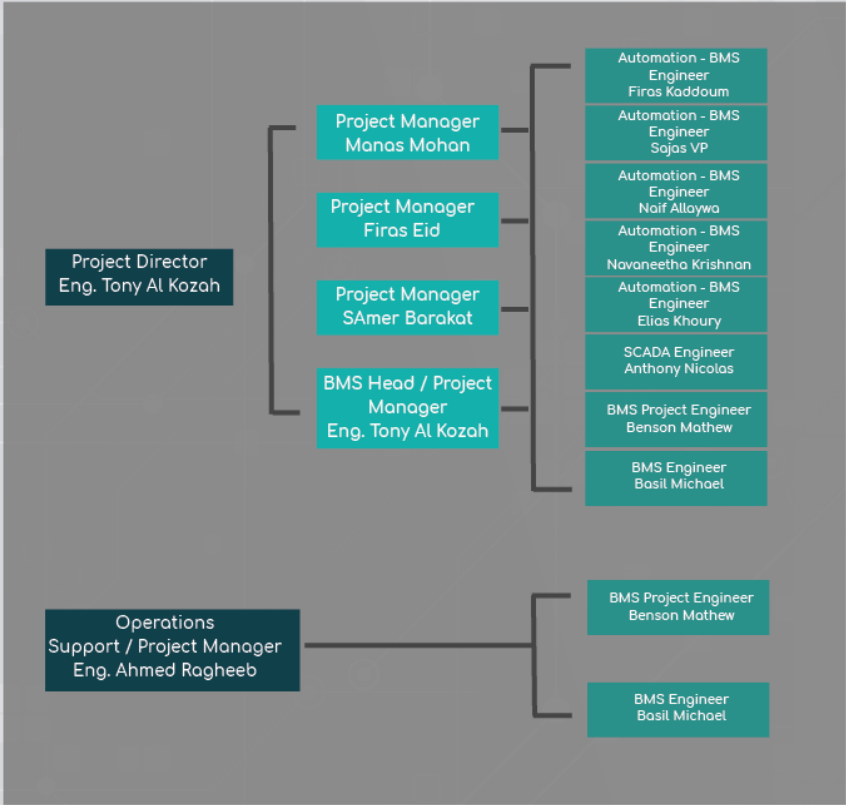 Project Director
Eng. Tony Al Kozah
Project Manager
Manas Mohan
Project Manager
Firas Eid
Project Manager
SAmer Barakat
BMS Head / Project
Manager
Eng. Tony Al Kozah
Automation - BMS
Engineer
Firas Kaddoum
Automation - BMS
Engineer
Sajas VP
Automation - BMS
Engineer
Naif Allaywa
Automation - BMS
Engineer
Navaneetha Krishnan
Automation - BMS
Engineer
Elias Khoury
SCADA Engineer
Anthony Nicolas
BMS Project Engineer
Benson Mathew
BMS Engineer
Basil Michael
Operations
Support / Project Manager
Eng. Ahmed Ragheeb
BMS Project Engineer
Benson Mathew
BMS Engineer
Basil Michael